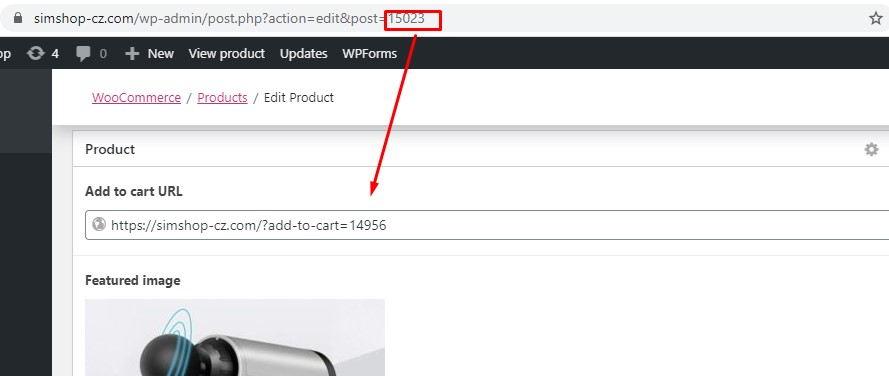 simshop-cz.com/wp-admin/post.php?action=edit&post=15023
op 4 0 New View product Updates WPForms
WooCommerce / Products / Edit Product
Product
Add to cart URL
https://simshop-cz.com/?add-to-cart=14956
Featured image